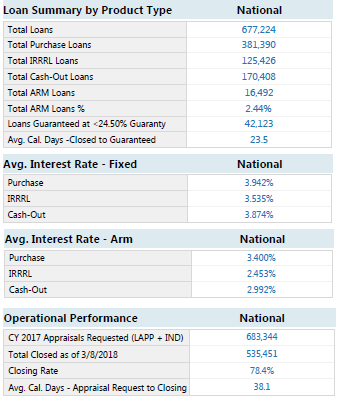 Loan Summary by Product Type National
Total Loans 677,224
Total Purchase Loans 381,390
Total IRRRL Loans 125,426
Total Cash-Out Loans 170,408
Total ARM Loans 16,492
Total ARM Loans % 2.44%
Loans Guaranteed at <24.50% Guaranty 42,123
Avg. Cal. Days -Closed to Guaranteed 23.5
Avg. Interest Rate - Fixed National
Purchase 3.942%
IRRRL 3.535%
Cash-Out 3.874%
Avg. Interest Rate - Arm National
Purchase 3.400%
IRRRL 2.453%
Cash-Out 2.992%
Operational Performance National
CY 2017 Appraisals Requested (LAPP + IND) 683,344
Total Closed as of 3/8/2018 535,451
Closing Rate 78.4%
Avg. Cal. Days - Appraisal Request to Closing 38.1